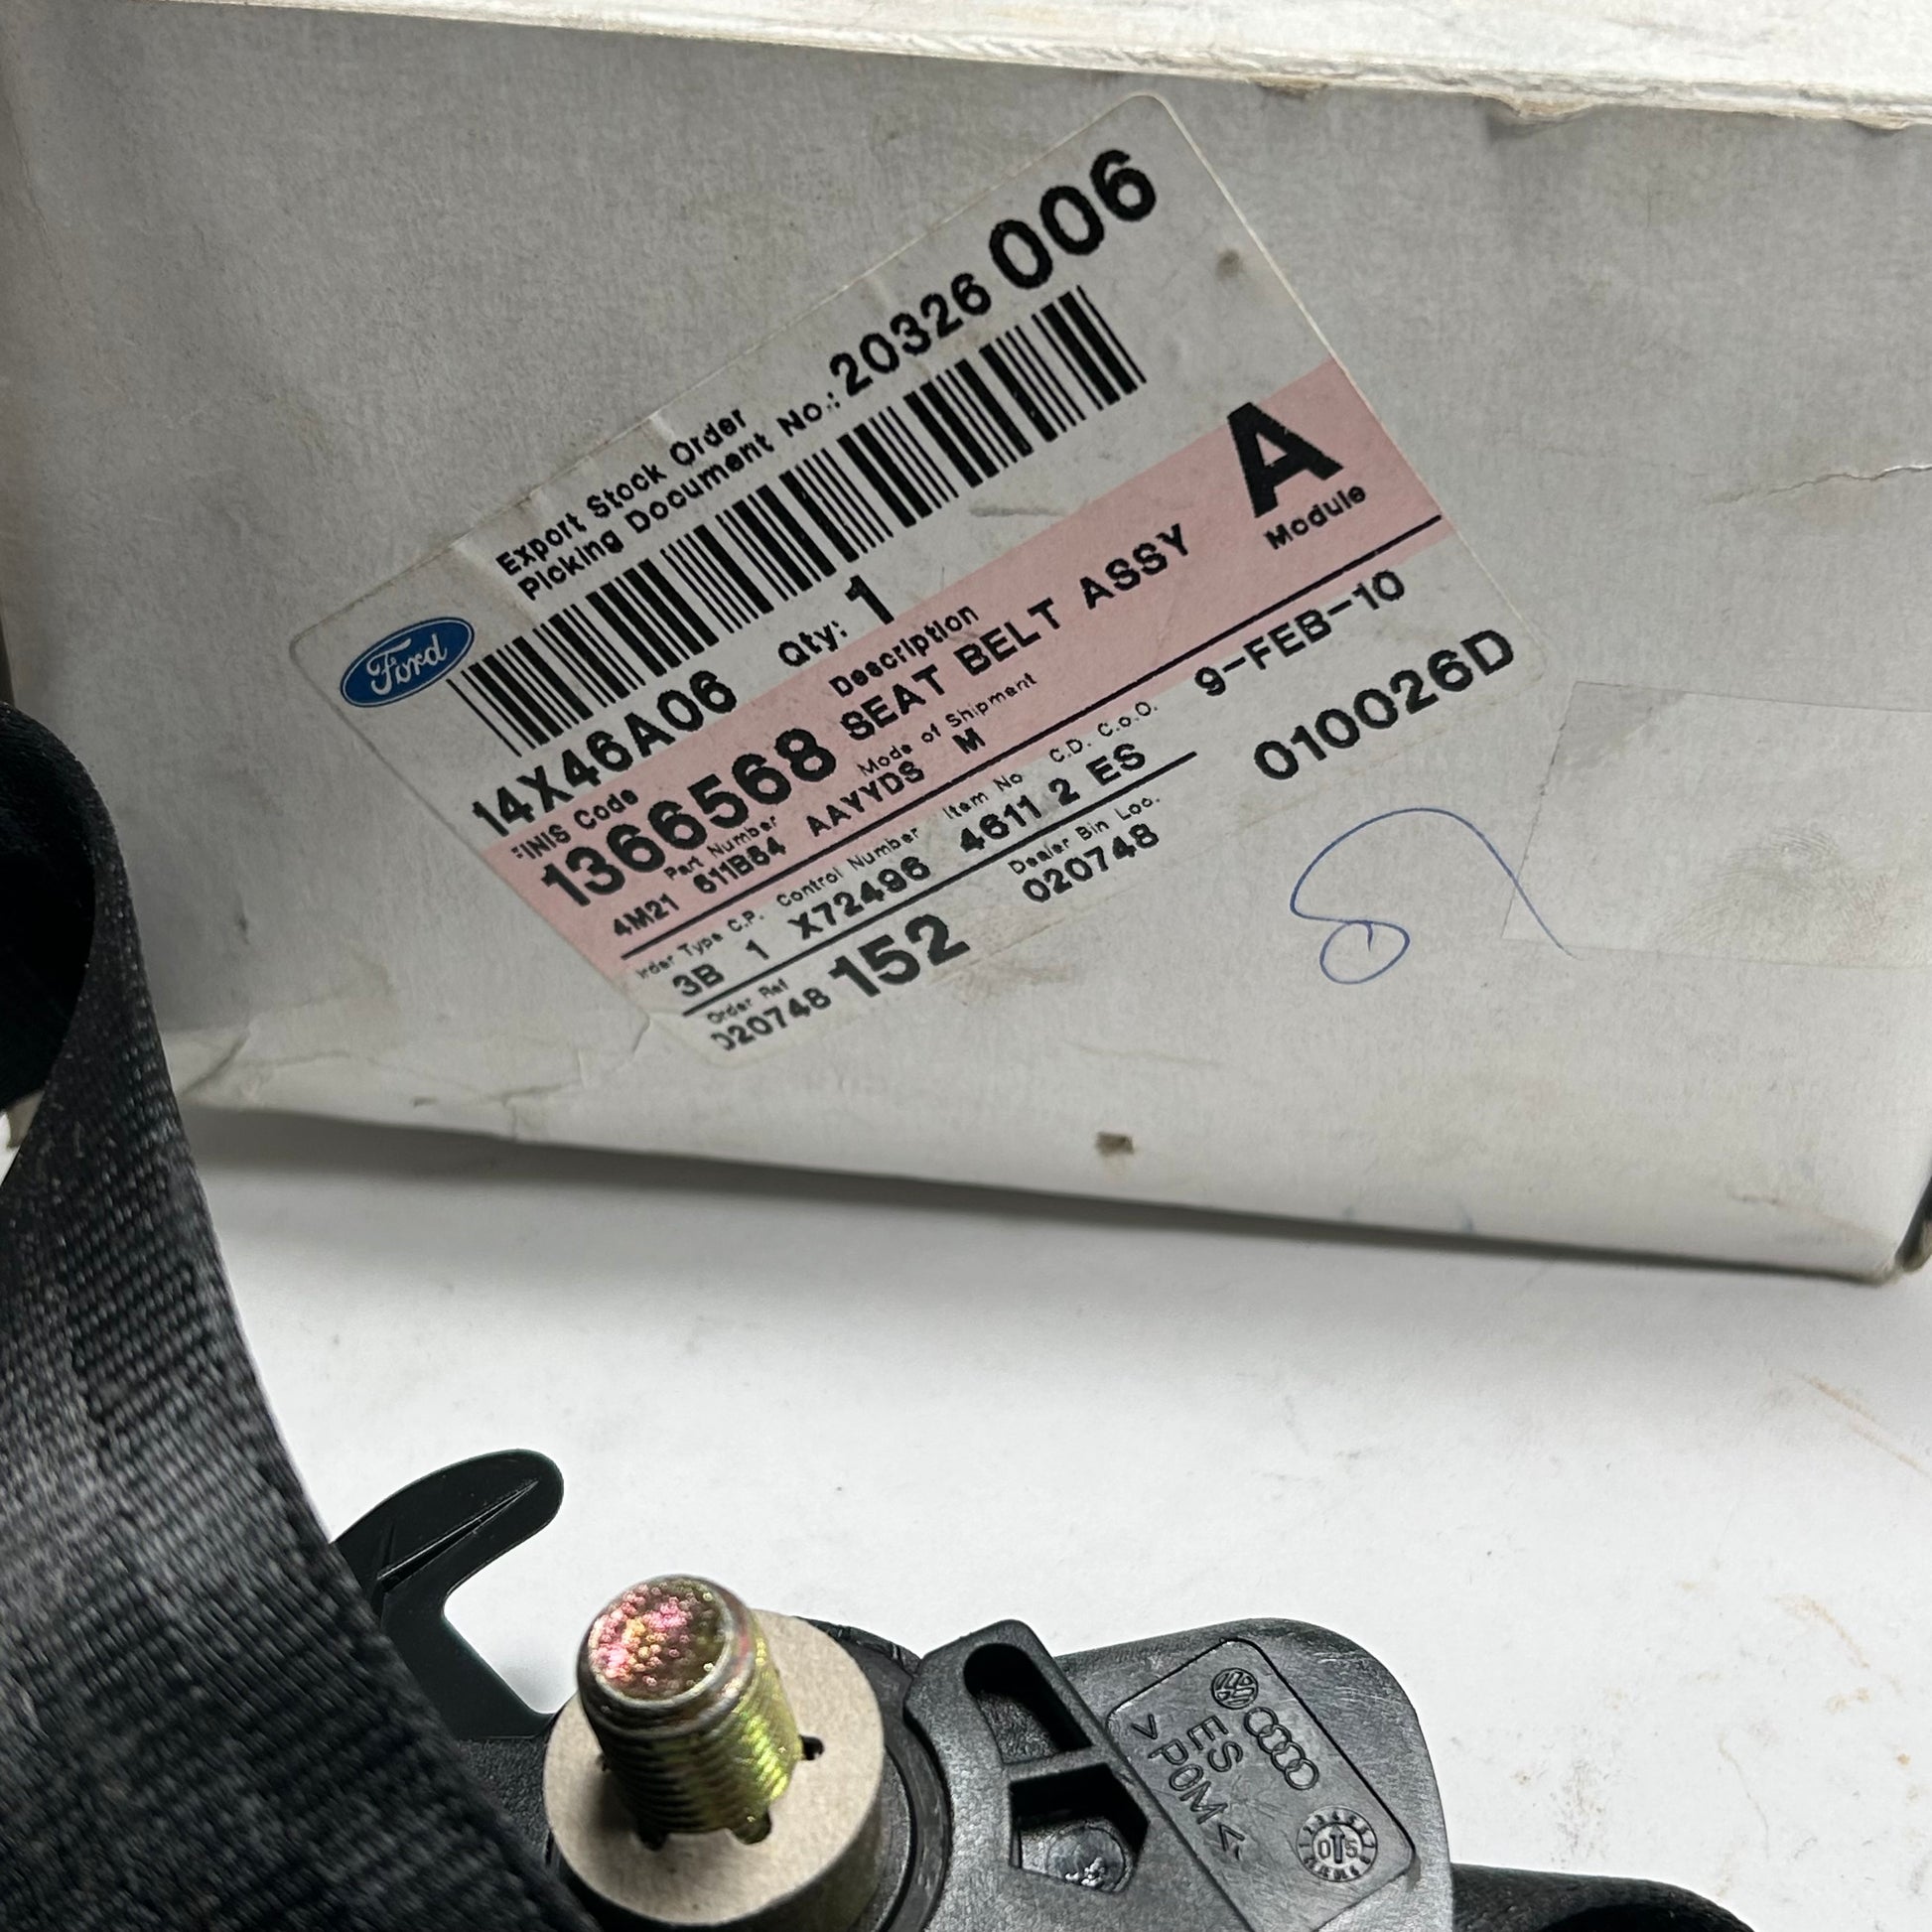 Export Stock Order
Picking Document No.: 20326 006
Ford
14X46A06 Qty: 1
FINIS Code Description
1366568 SEAT BELT ASSY A
Part Number Mode of Shipment Module
4M21 611B64 AAYYDS M
Order Type C.P. Control Number Item No C.D. C.o.O. 9-FEB-10
3B 1 X72496 4611 2 ES
Order Ref Dealer Bin Loc. 010026D
020748 152 020748
ES
>POM<